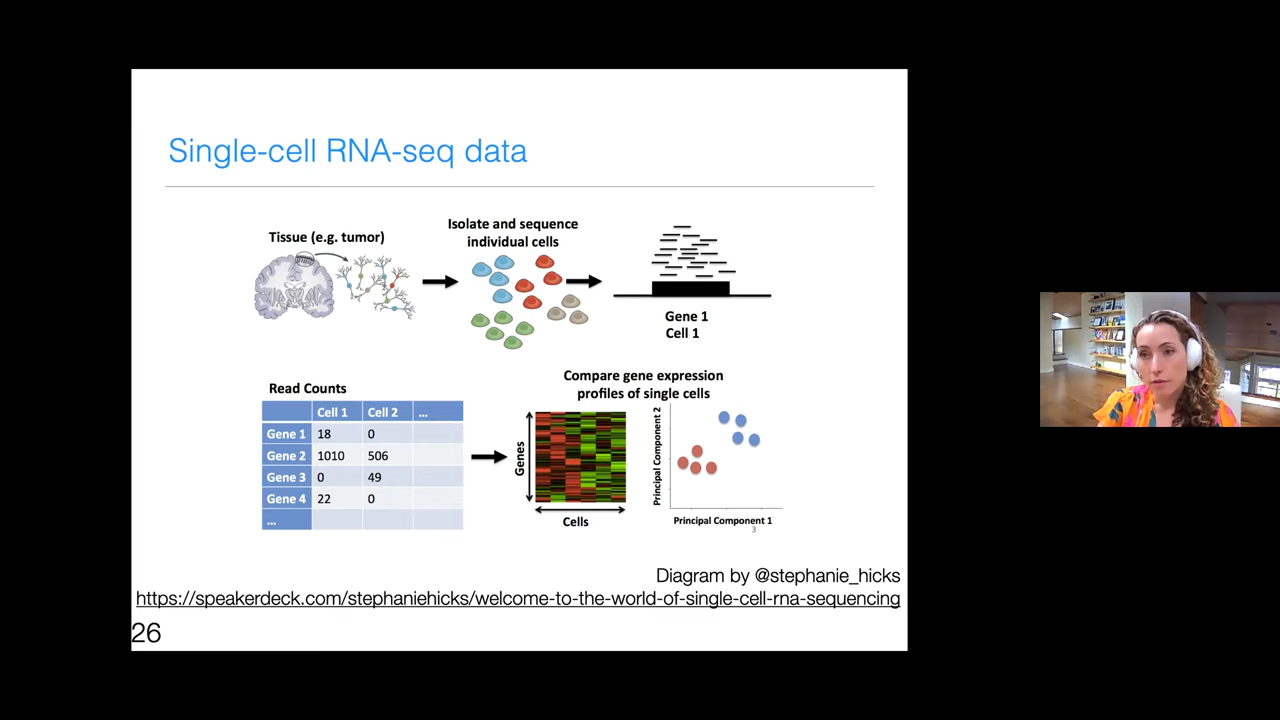 Single-cell RNA-seq data
Tissue (e.g. tumor)
Isolate and sequence
individual cells
Gene 1
Cell 1
Read Counts
Cell 1 Cell 2 ...
Gene 1 18 0
Gene 2 1010 506
Gene 3 0 49
Gene 4 22 0
...
Compare gene expression
profiles of single cells
Genes
Cells
Principal Component 2
Principal Component 1
3
Diagram by @stephanie_hicks
https://speakerdeck.com/stephaniehicks/welcome-to-the-world-of-single-cell-rna-sequencing
26